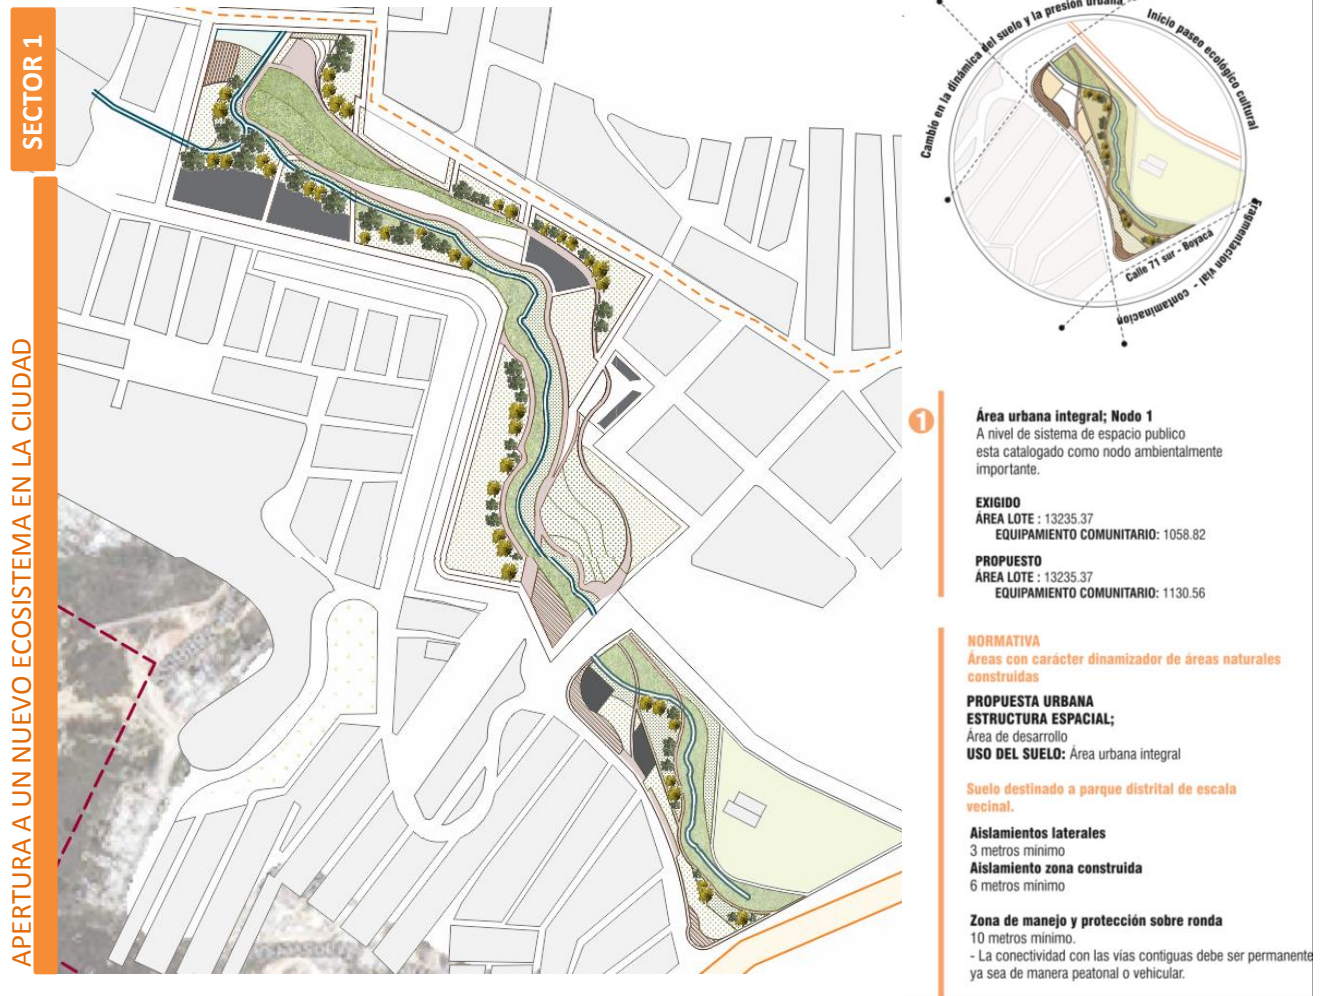 SECTOR 1
APERTURA A UN NUEVO ECOSISTEMA EN LA CIUDAD
Cambio en la dinámica del suelo y la presión urbana
Inicio paseo ecológico cultural
Fragmentacion vial - contaminacion
Calle 71 sur - Boyacá
1
Área urbana integral; Nodo 1
A nivel de sistema de espacio publico
esta catalogado como nodo ambientalmente
importante.
EXIGIDO
ÁREA LOTE : 13235.37
EQUIPAMIENTO COMUNITARIO: 1058.82
PROPUESTO
ÁREA LOTE : 13235.37
EQUIPAMIENTO COMUNITARIO: 1130.56
NORMATIVA
Áreas con carácter dinamizador de áreas naturales
construidas
PROPUESTA URBANA
ESTRUCTURA ESPACIAL;
Área de desarrollo
USO DEL SUELO: Área urbana integral
Suelo destinado a parque distrital de escala
vecinal.
Aislamientos laterales
3 metros mínimo
Aislamiento zona construida
6 metros mínimo
Zona de manejo y protección sobre ronda
10 metros mínimo.
- La conectividad con las vías contiguas debe ser permanente
ya sea de manera peatonal o vehicular.